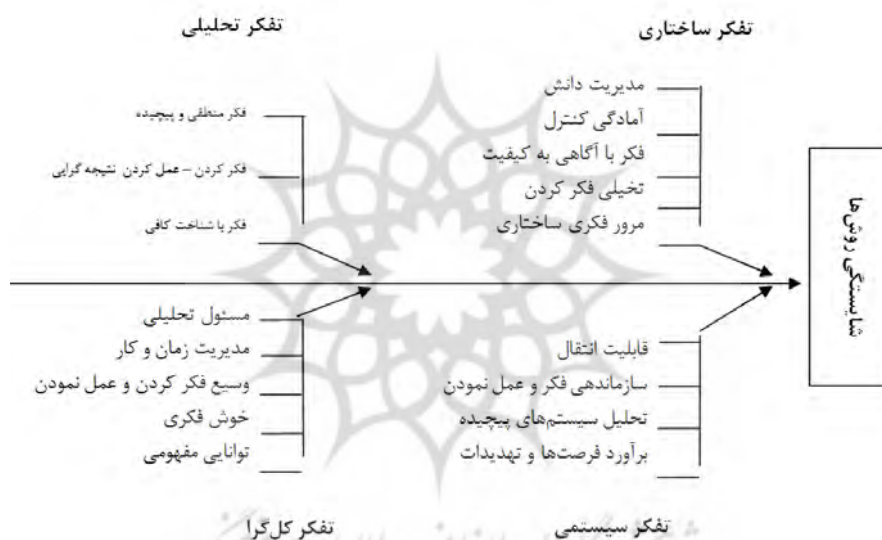 تفکر ساختاری
مدیریت دانش
آمادگی کنترل
فکر با آگاهی به کیفیت
تخیلی فکر کردن
مرور فکری ساختاری
تفکر تحلیلی
فکر منطقی و پیچیده
فکر کردن – عمل کردن نتیجه گرایی
فکر با شناخت کافی
شایستگی روش‌ها
قابلیت انتقال
سازماندهی فکر و عمل نمودن
تحلیل سیستم‌های پیچیده
برآورد فرصت‌ها و تهدیدات
تفکر سیستمی
مسئول تحلیلی
مدیریت زمان و کار
وسیع فکر کردن و عمل نمودن
خوش فکری
توانایی مفهومی
تفکر کل‌گرا